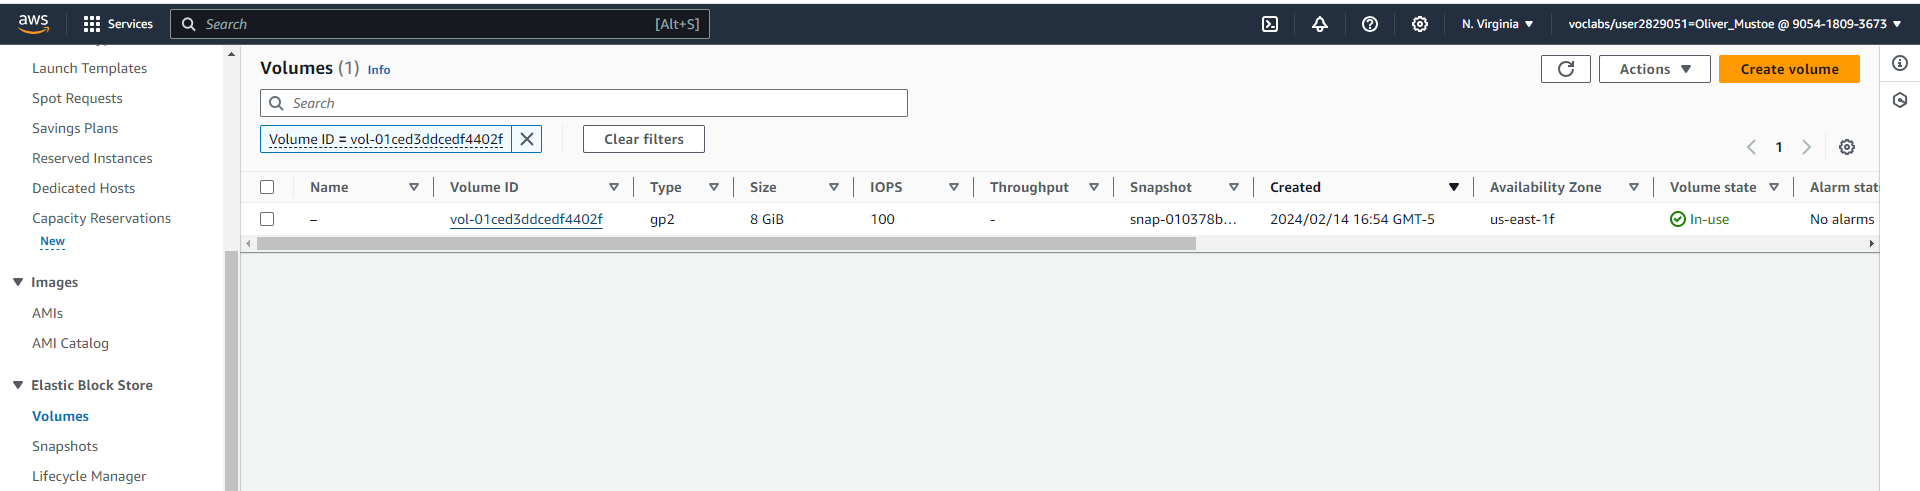 aws
Services
Search
[Alt+S]
N. Virginia
voclabs/user2829051=Oliver_Mustoe @ 9054-1809-3673
Launch Templates
Spot Requests
Savings Plans
Reserved Instances
Dedicated Hosts
Capacity Reservations
New
Images
AMIs
AMI Catalog
Elastic Block Store
Volumes
Snapshots
Lifecycle Manager
Volumes (1) Info
Actions
Create volume
Search
Volume ID = vol-01ced3ddcedf4402f
Clear filters
1
Name Volume ID Type Size IOPS Throughput Snapshot Created Availability Zone Volume state Alarm stat
– vol-01ced3ddcedf4402f gp2 8 GiB 100 - snap-010378b... 2024/02/14 16:54 GMT-5 us-east-1f In-use No alarms